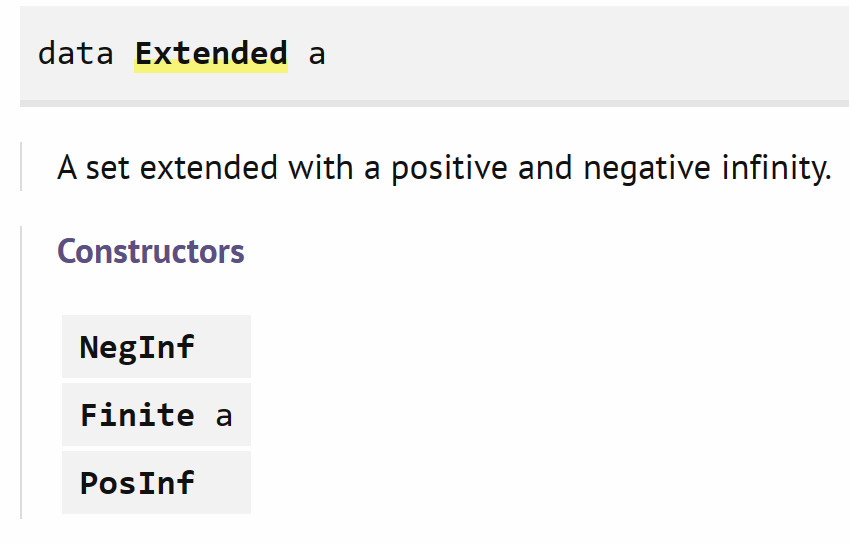 data Extended a
A set extended with a positive and negative infinity.
Constructors
NegInf
Finite a
PosInf